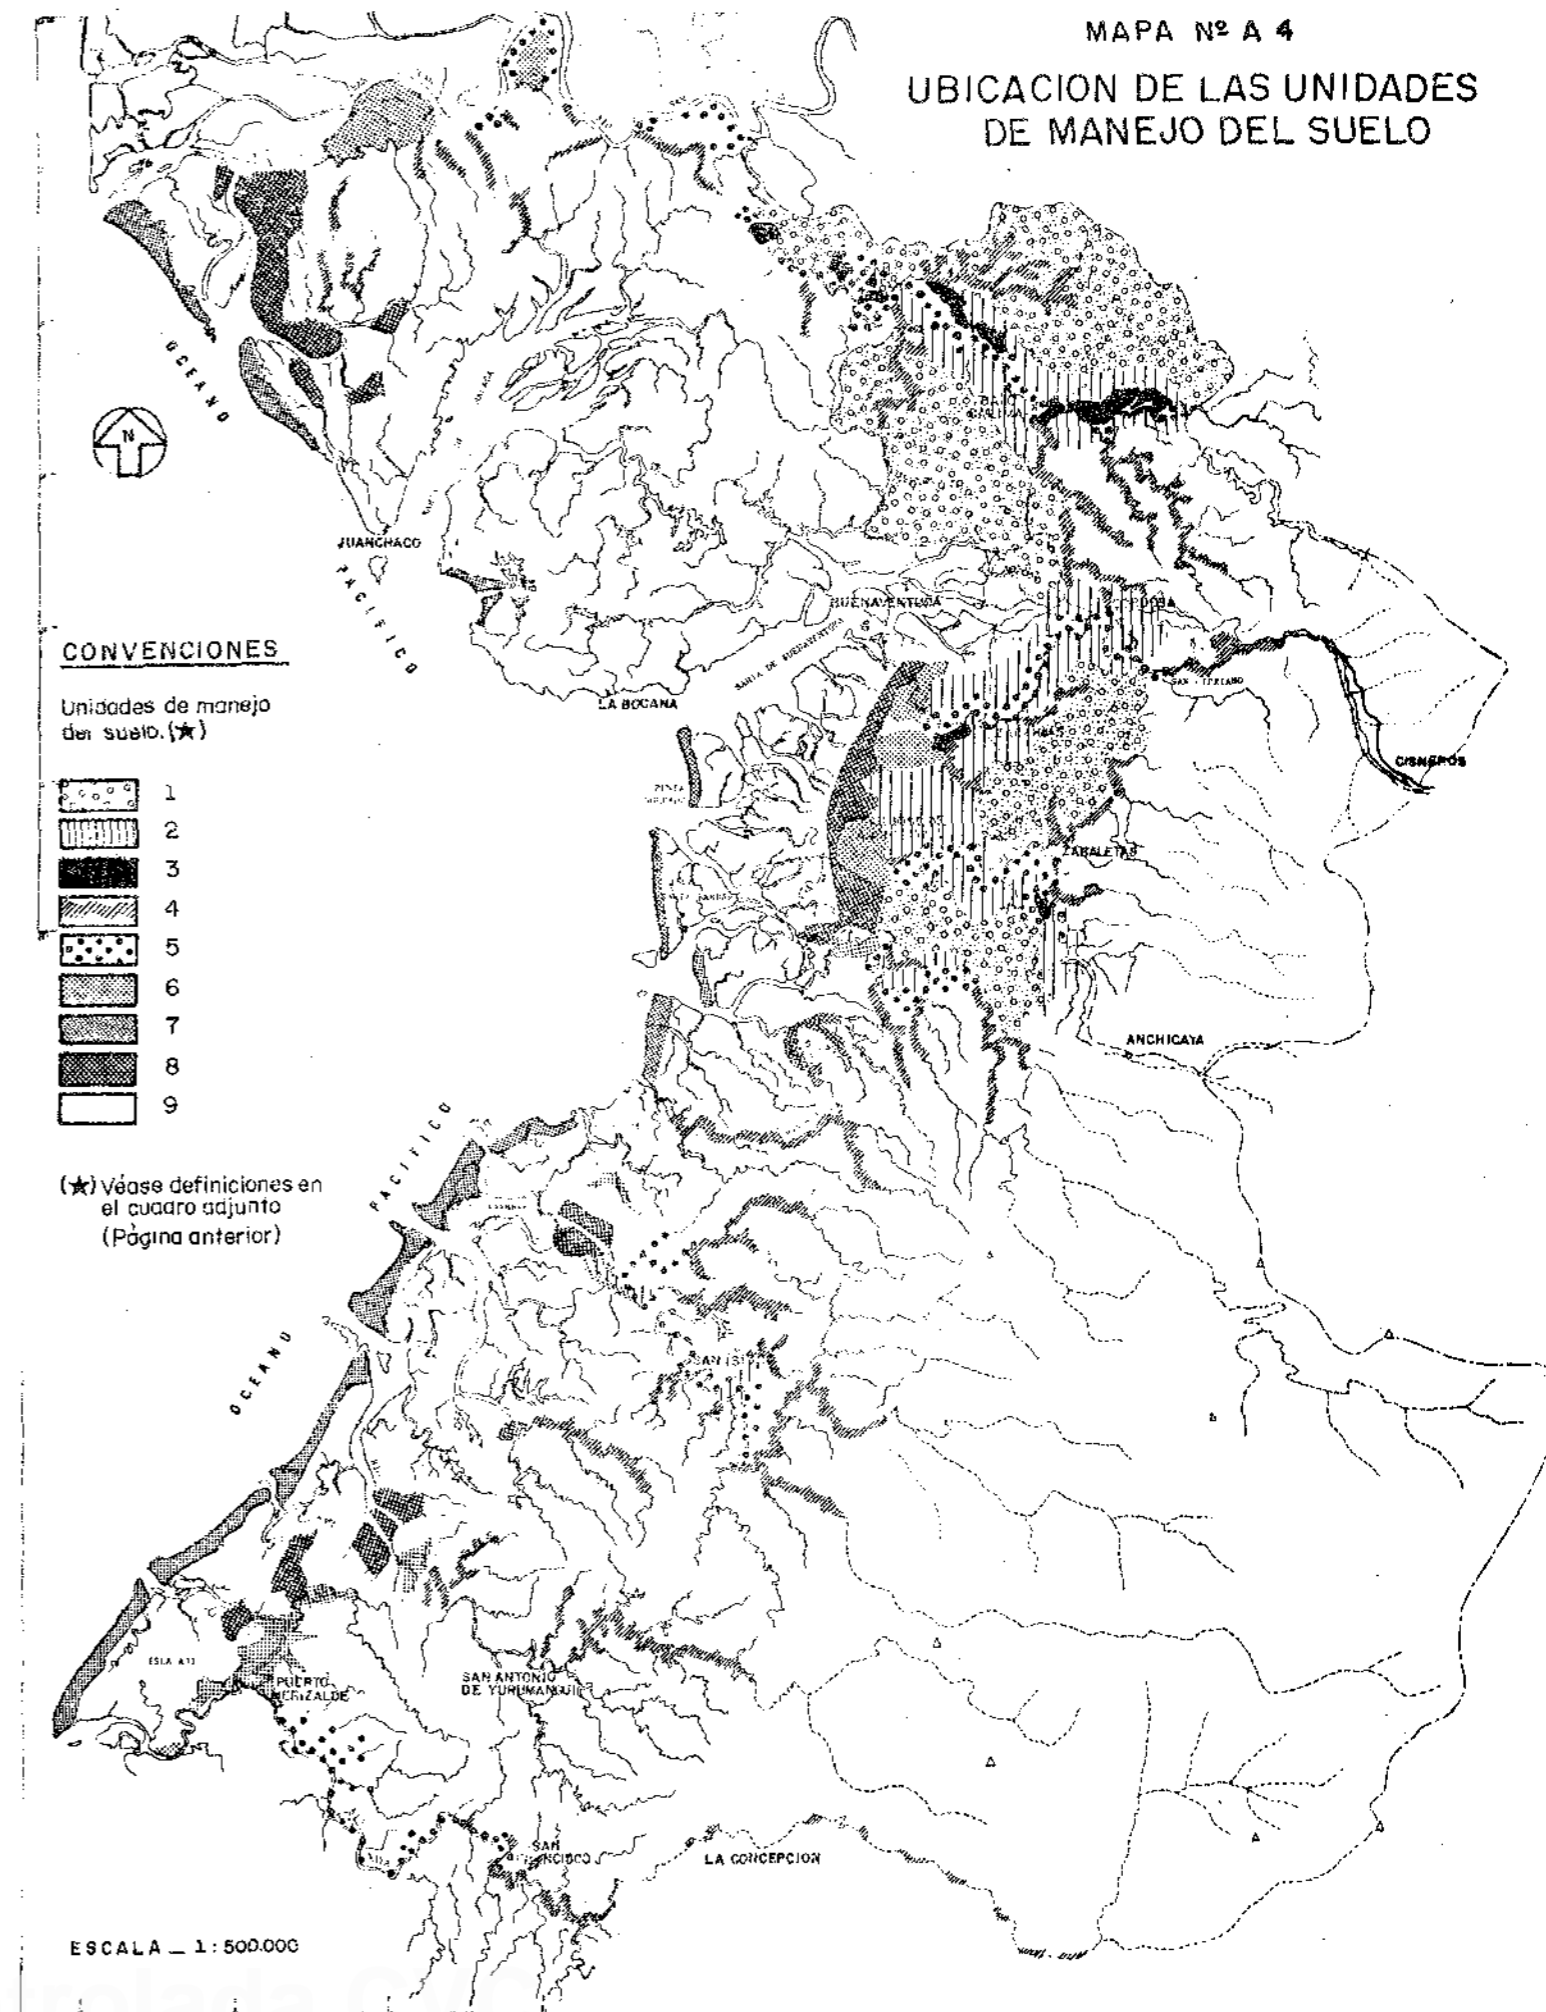 MAPA Nº A 4
UBICACION DE LAS UNIDADES
DE MANEJO DEL SUELO
OCEANO
PACIFICO
N
JUANCHACO
BUENAVENTURA
LA BOCANA
CISNEROS
ZABALETAS
ANCHICAYA
CONVENCIONES
Unidades de manejo
del suelo.(★)
1
2
3
4
5
6
7
8
9
(★) Véase definiciones en
el cuadro adjunto
(Página anterior)
PACIFICO
OCEANO
PUERTO
MERIZALDE
SAN ANTONIO
DE YURUMANGUI
SAN
LA CONCEPCION
ESCALA _ 1:500.000